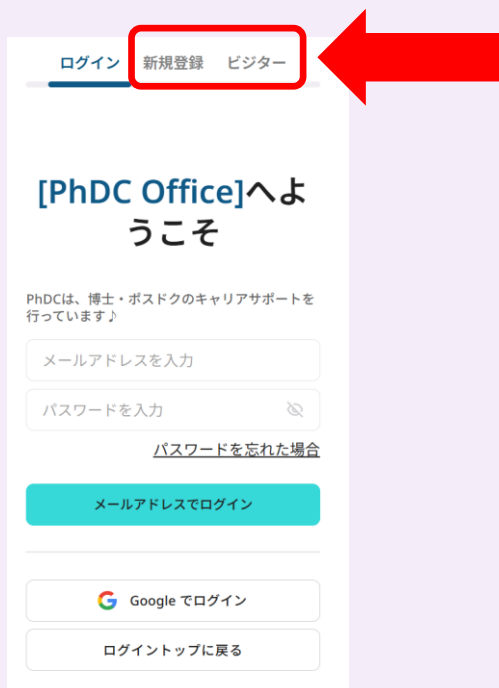 ログイン 新規登録 ビジター
[PhDC Office]へよ
うこそ
PhDCは、博士・ポスドクのキャリアサポートを
行っています♪
メールアドレスを入力
パスワードを入力
パスワードを忘れた場合
メールアドレスでログイン
Google でログイン
ログイントップに戻る